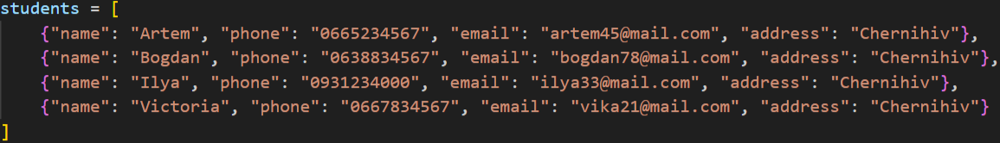 students = [
    {"name": "Artem", "phone": "0665234567", "email": "artem45@mail.com", "address": "Chernihiv"},
    {"name": "Bogdan", "phone": "0638834567", "email": "bogdan78@mail.com", "address": "Chernihiv"},
    {"name": "Ilya", "phone": "0931234000", "email": "ilya33@mail.com", "address": "Chernihiv"},
    {"name": "Victoria", "phone": "0667834567", "email": "vika21@mail.com", "address": "Chernihiv"}
]